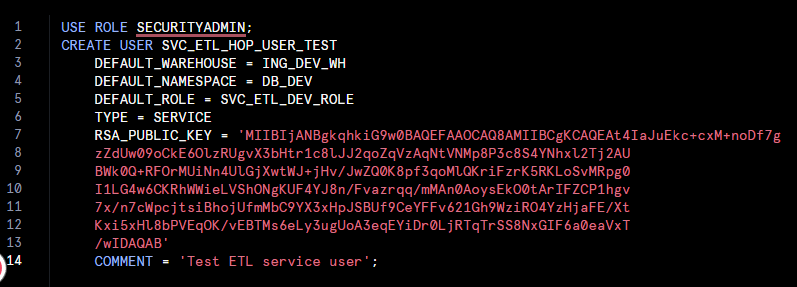 1 USE ROLE SECURITYADMIN;
2 CREATE USER SVC_ETL_HOP_USER_TEST
3 DEFAULT_WAREHOUSE = ING_DEV_WH
4 DEFAULT_NAMESPACE = DB_DEV
5 DEFAULT_ROLE = SVC_ETL_DEV_ROLE
6 TYPE = SERVICE
7 RSA_PUBLIC_KEY = 'MIIBIjANBgkqhkiG9w0BAQEFAAOCAQ8AMIIBCgKCAQEAt4IaJuEkc+cxM+noDf7g
8 zZdUw09oCkE6OlzRUgvX3bHtr1c8lJJ2qoZqVzAqNtVNMp8P3c8S4YNhxl2Tj2AU
9 BWk0Q+RFOrMUiNn4UlGjXwtWJ+jHv/JwZQ0K8pf3qoMlQKriFzrK5RKLoSvMRpg0
10 I1LG4w6CKRhWWieLVShONgKUF4YJ8n/Fvazrqq/mMAn0AoysEkO0tArIFZCP1hgv
11 7x/n7cWpcjtsiBhojUfmMbC9YX3xHpJSBUf9CeYFFv621Gh9WziRO4YzHjaFE/Xt
12 Kxi5xHl8bPVEqOK/vEBTMs6eLy3ugUoA3eqEYiDr0LjRTqTrSS8NxGIF6a0eaVxT
13 /wIDAQAB'
14 COMMENT = 'Test ETL service user';